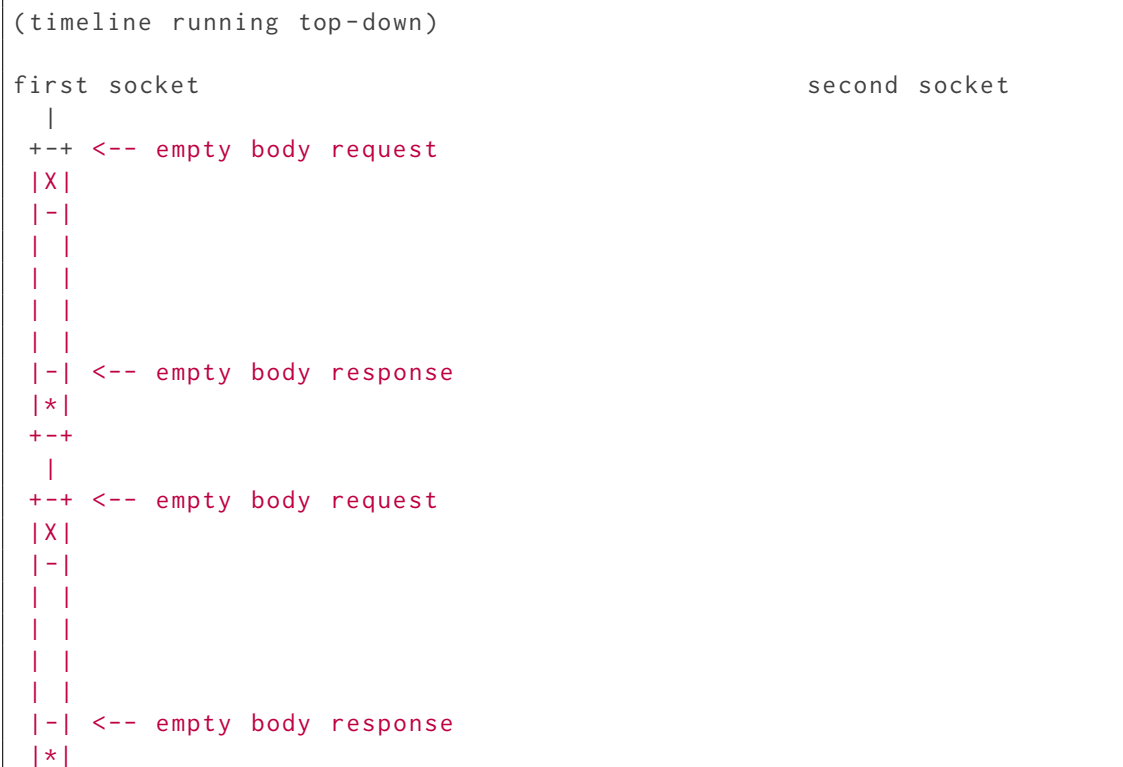 (timeline running top-down)

first socket                                      second socket
  |
 +-+ <-- empty body request
 |X|
 |-|
 | |
 | |
 | |
 | |
 |-| <-- empty body response
 |*|
 +-+
  |
 +-+ <-- empty body request
 |X|
 |-|
 | |
 | |
 | |
 | |
 |-| <-- empty body response
 |*|